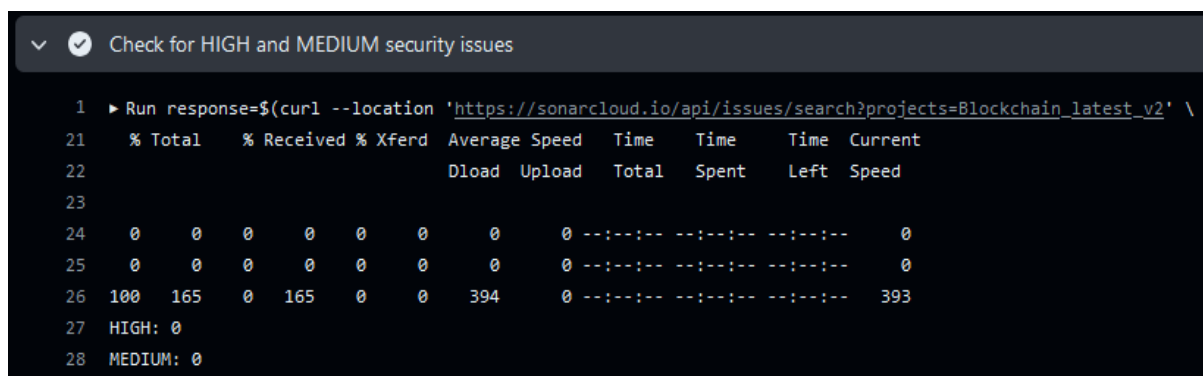 Check for HIGH and MEDIUM security issues
1 ▸ Run response=$(curl --location 'https://sonarcloud.io/api/issues/search?projects=Blockchain_latest_v2' \
21 % Total % Received % Xferd Average Speed Time Time Time Current
22 Dload Upload Total Spent Left Speed
23
24 0 0 0 0 0 0 0 0 --:--:-- --:--:-- --:--:-- 0
25 0 0 0 0 0 0 0 0 --:--:-- --:--:-- --:--:-- 0
26 100 165 0 165 0 0 394 0 --:--:-- --:--:-- --:--:-- 393
27 HIGH: 0
28 MEDIUM: 0